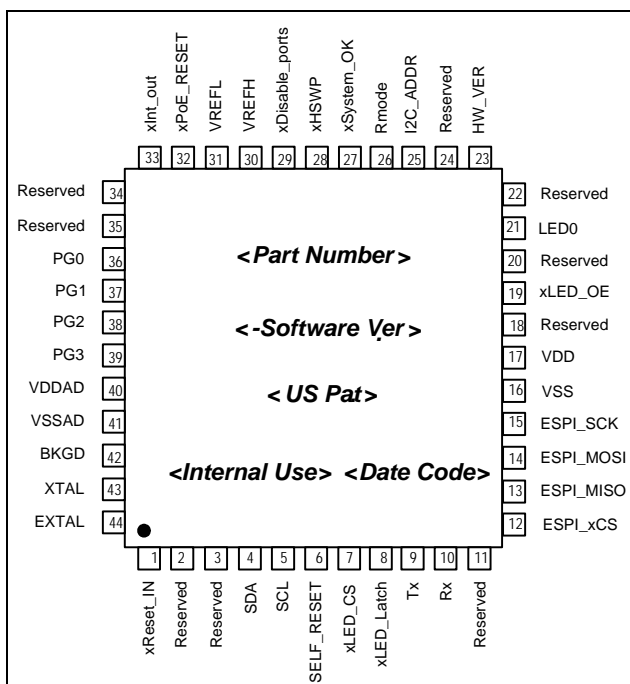 xInt_out
xPoE_RESET
VREFL
VREFH
xDisable_ports
xHSWP
xSystem_OK
Rmode
I2C_ADDR
Reserved
HW_VER
33 32 31 30 29 28 27 26 25 24 23
Reserved 34
Reserved 35
PG0 36
PG1 37
PG2 38
PG3 39
VDDAD 40
VSSAD 41
BKGD 42
XTAL 43
EXTAL 44
<Part Number>
<-Software Ver>
<US Pat>
<Internal Use> <Date Code>
22 Reserved
21 LED0
20 Reserved
19 xLED_OE
18 Reserved
17 VDD
16 VSS
15 ESPI_SCK
14 ESPI_MOSI
13 ESPI_MISO
12 ESPI_xCS
1 2 3 4 5 6 7 8 9 10 11
xReset_IN
Reserved
Reserved
SDA
SCL
SELF_RESET
xLED_CS
xLED_Latch
Tx
Rx
Reserved